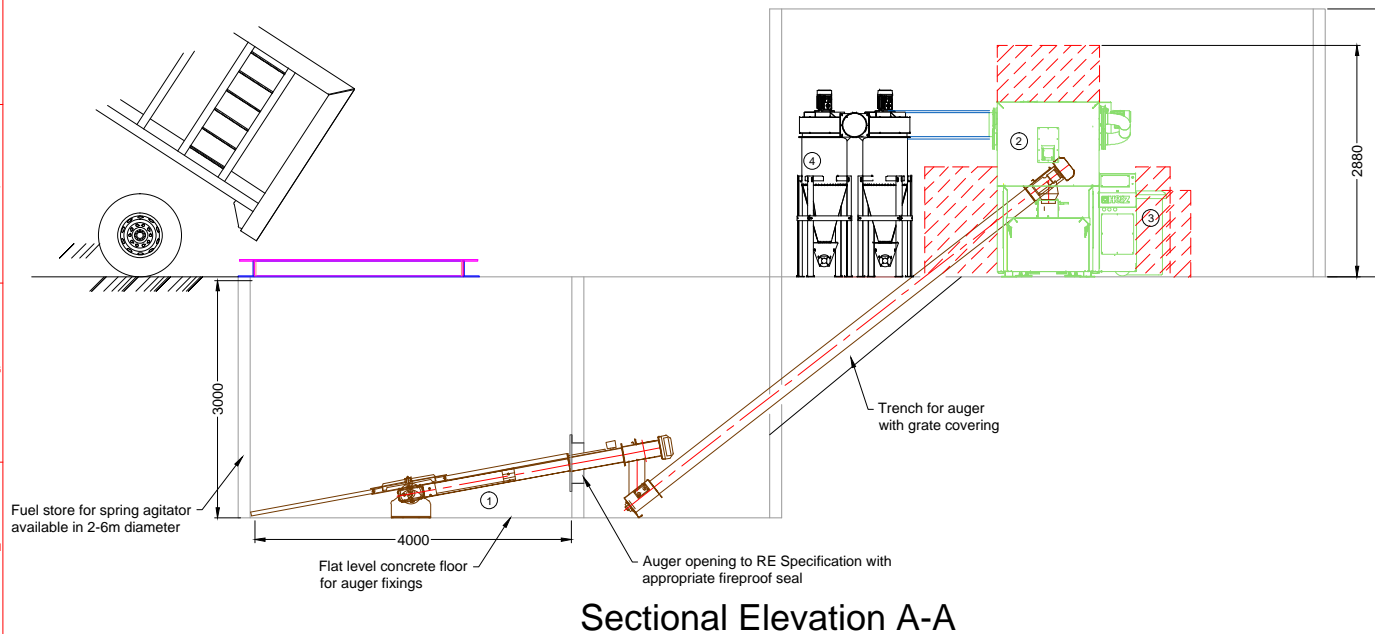 2880
2
4
3
3000
Trench for auger
with grate covering
1
Fuel store for spring agitator
available in 2-6m diameter
4000
Flat level concrete floor
for auger fixings
Auger opening to RE Specification with
appropriate fireproof seal
Sectional Elevation A-A